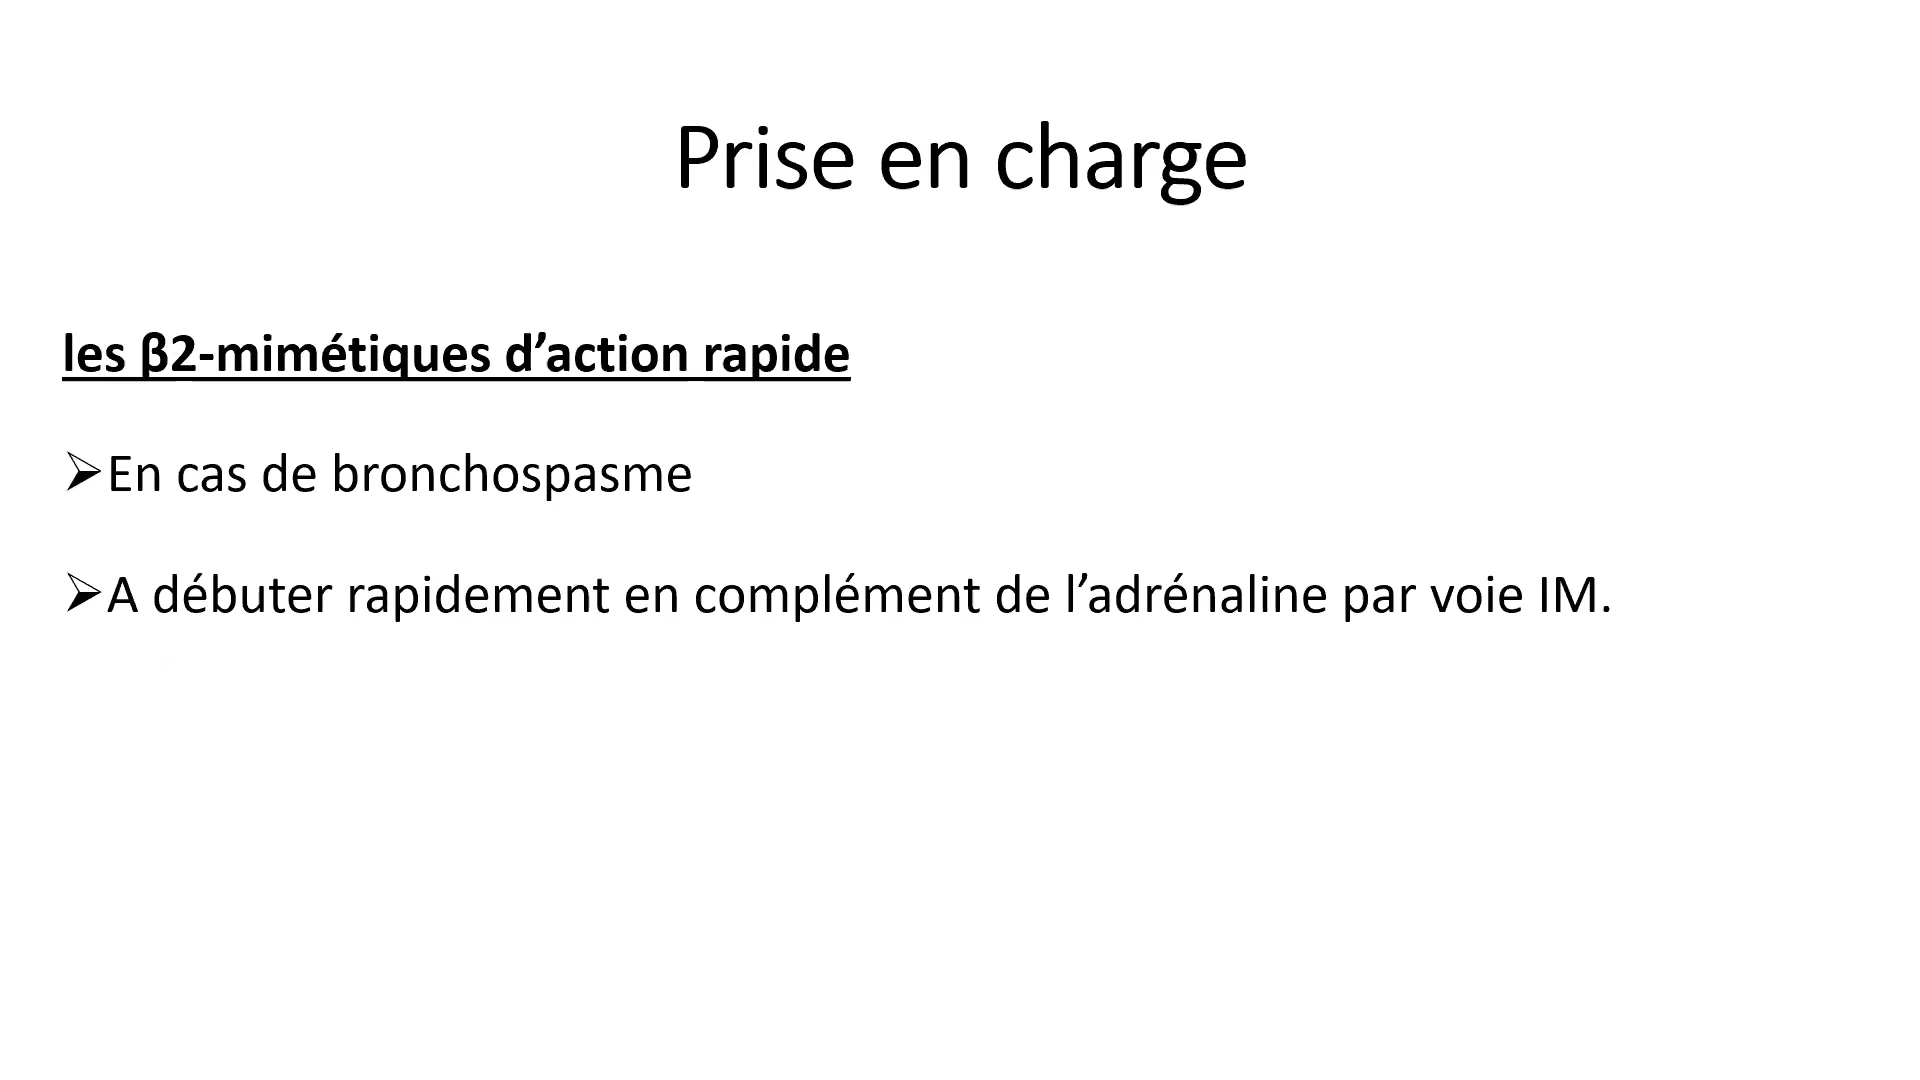 Prise en charge
les β2-mimétiques d’action rapide
➢En cas de bronchospasme
➢A débuter rapidement en complément de l’adrénaline par voie IM.